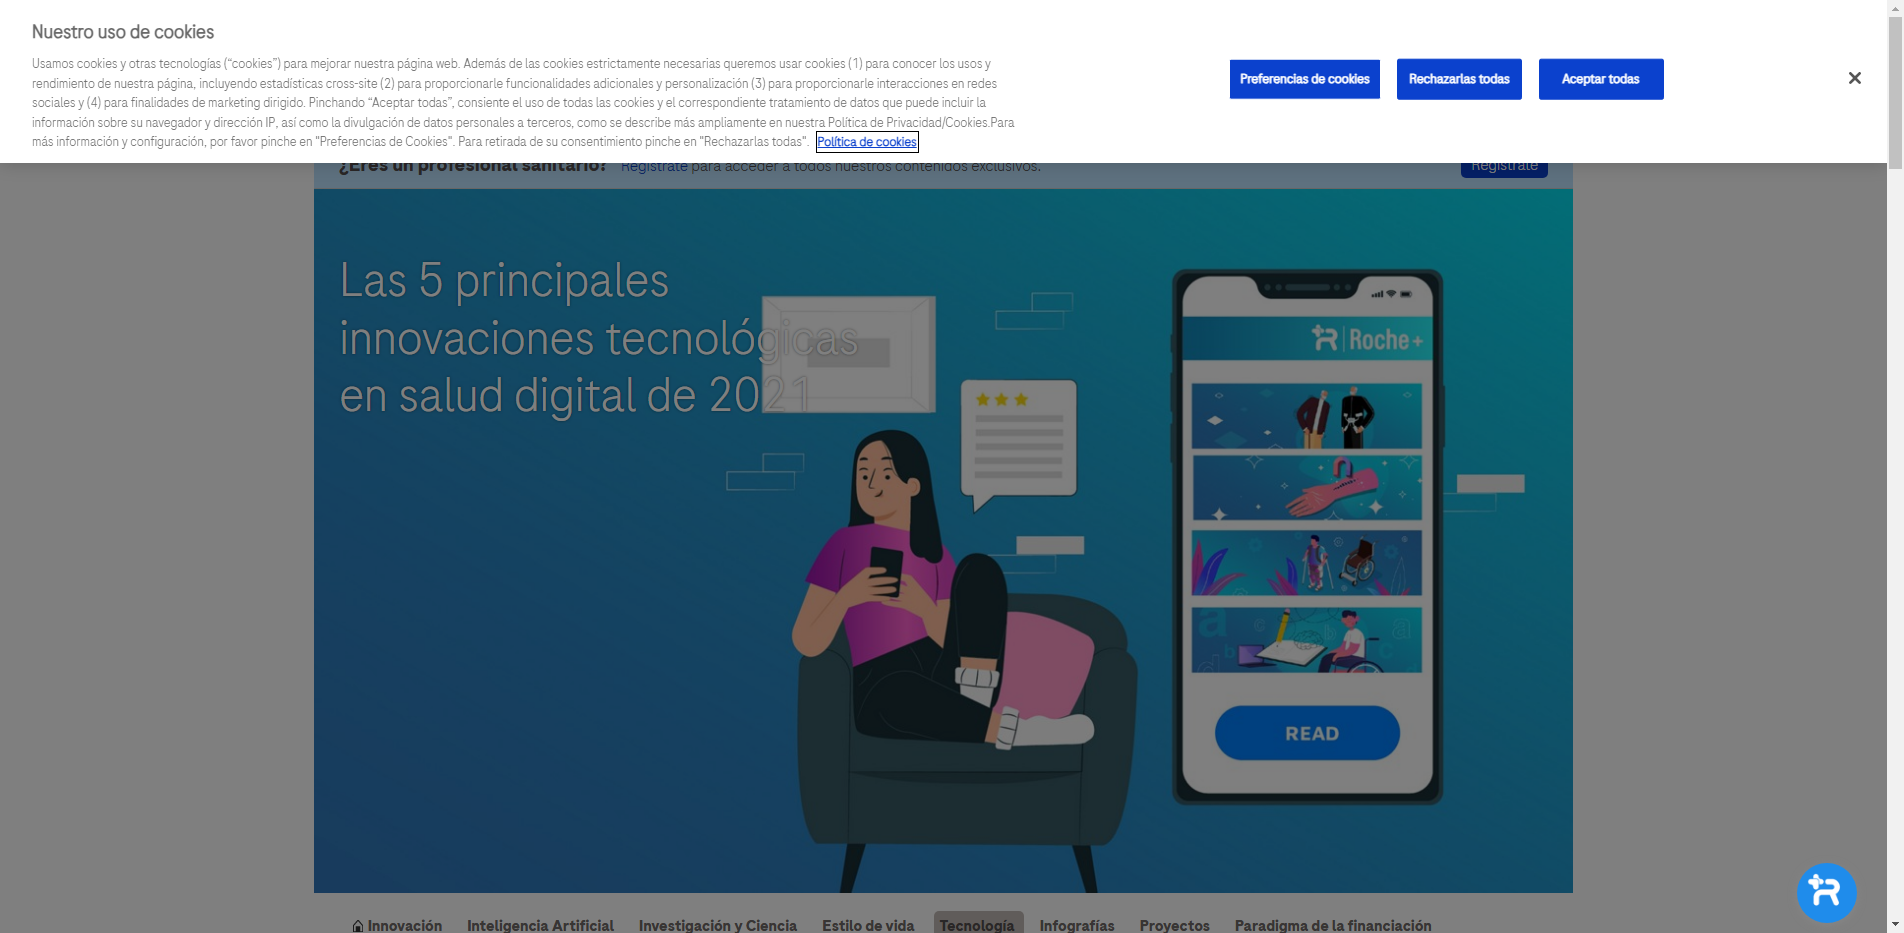 Nuestro uso de cookies
Usamos cookies y otras tecnologías (“cookies”) para mejorar nuestra página web. Además de las cookies estrictamente necesarias queremos usar cookies (1) para conocer los usos y
rendimiento de nuestra página, incluyendo estadísticas cross-site (2) para proporcionarle funcionalidades adicionales y personalización (3) para proporcionarle interacciones en redes
sociales y (4) para finalidades de marketing dirigido. Pinchando “Aceptar todas”, consiente el uso de todas las cookies y el correspondiente tratamiento de datos que puede incluir la
información sobre su navegador y dirección IP, así como la divulgación de datos personales a terceros, como se describe más ampliamente en nuestra Política de Privacidad/Cookies.Para
más información y configuración, por favor pinche en "Preferencias de Cookies". Para retirada de su consentimiento pinche en "Rechazarlas todas". Política de cookies
Preferencias de cookies
Rechazarlas todas
Aceptar todas
¿Eres un profesional sanitario? Regístrate para acceder a todos nuestros contenidos exclusivos.
Regístrate
Las 5 principales
innovaciones tecnológicas
en salud digital de 2021
Roche+
READ
Innovación Inteligencia Artificial Investigación y Ciencia Estilo de vida Tecnología Infografías Proyectos Paradigma de la financiación